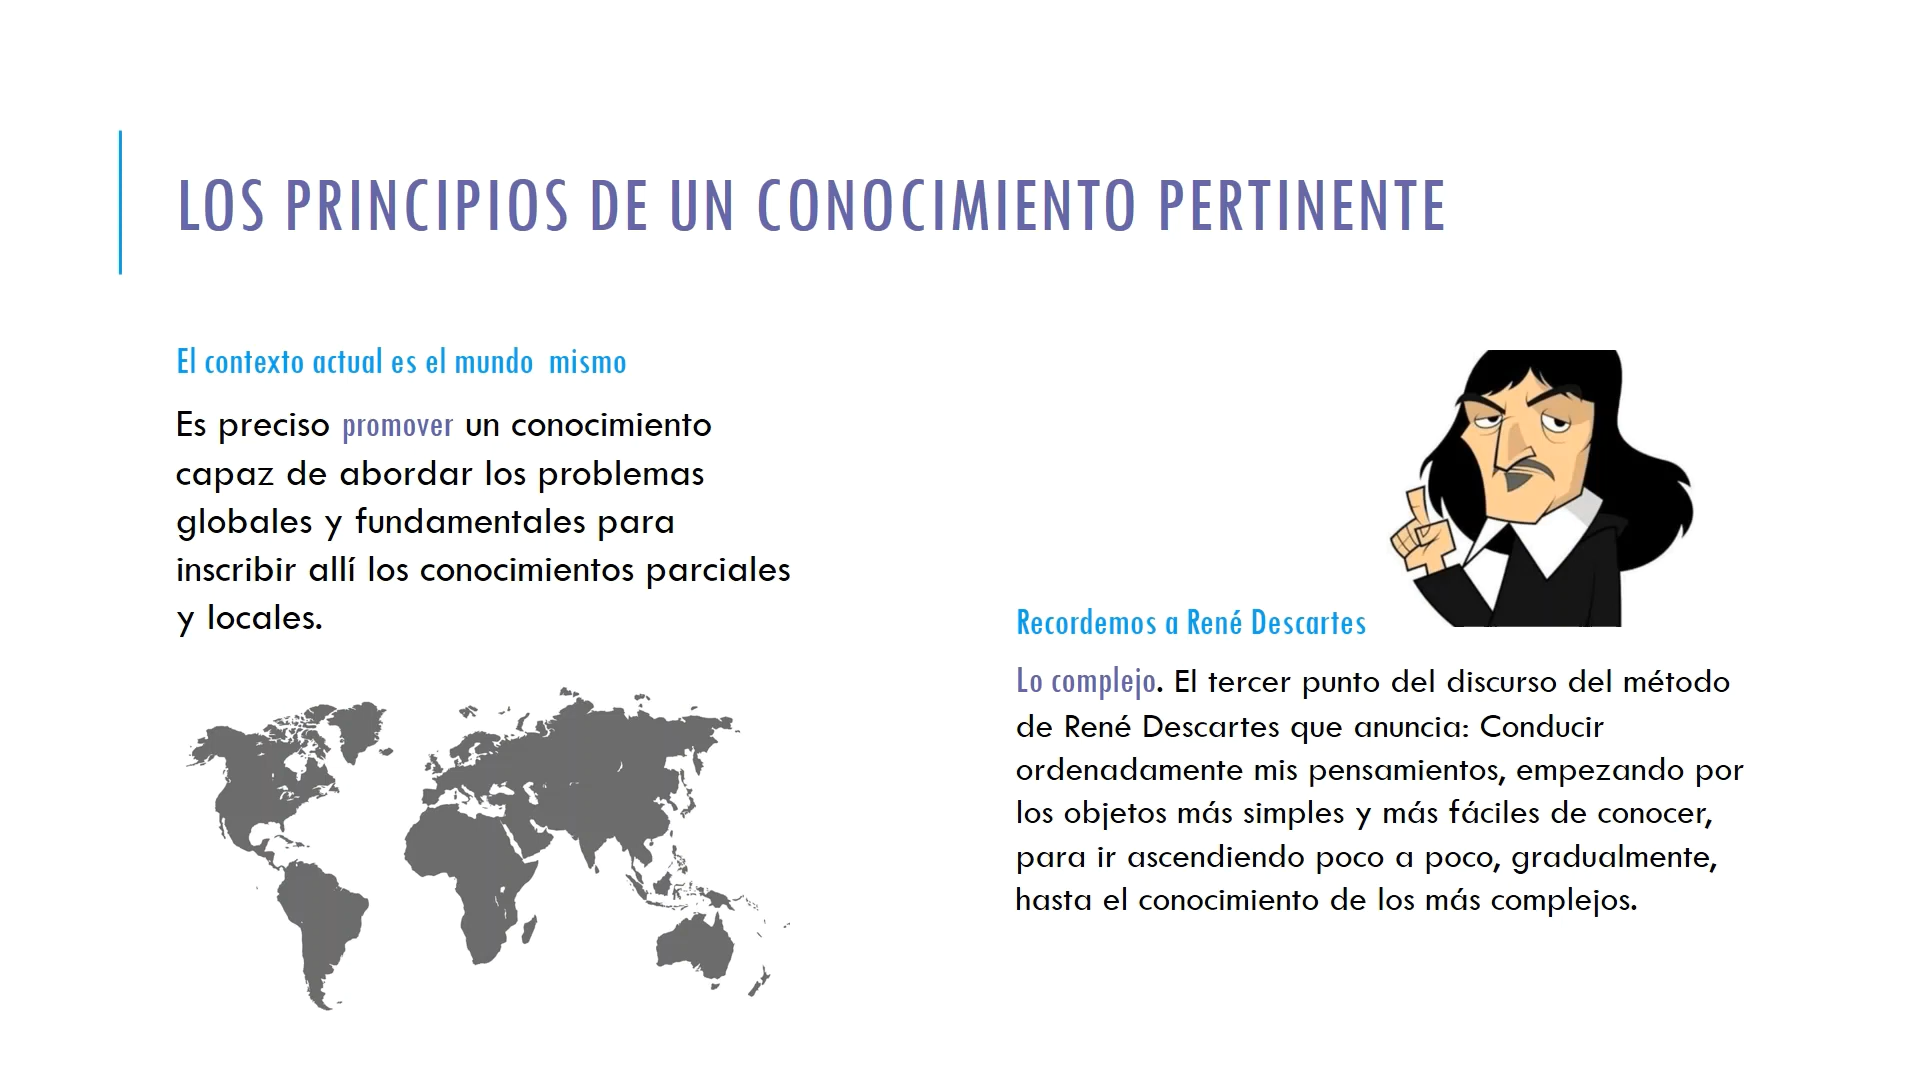 LOS PRINCIPIOS DE UN CONOCIMIENTO PERTINENTE
El contexto actual es el mundo  mismo
Es preciso promover un conocimiento
capaz de abordar los problemas
globales y fundamentales para
inscribir allí los conocimientos parciales
y locales.
Recordemos a René Descartes
Lo complejo. El tercer punto del discurso del método
de René Descartes que anuncia: Conducir
ordenadamente mis pensamientos, empezando por
los objetos más simples y más fáciles de conocer,
para ir ascendiendo poco a poco, gradualmente,
hasta el conocimiento de los más complejos.